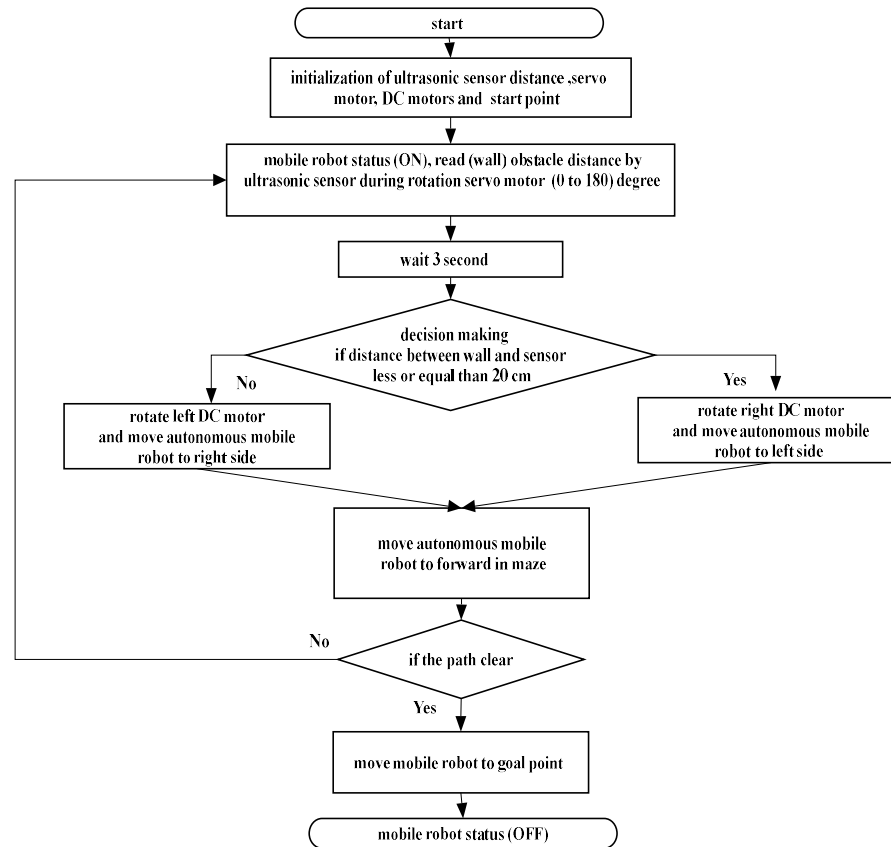 start
initialization of ultrasonic sensor distance ,servo
motor, DC motors and start point
mobile robot status (ON), read (wall) obstacle distance by
ultrasonic sensor during rotation servo motor (0 to 180) degree
wait 3 second
decision making
if distance between wall and sensor
less or equal than 20 cm
No
Yes
rotate left DC motor
and move autonomous mobile
robot to right side
rotate right DC motor
and move autonomous mobile
robot to left side
move autonomous mobile
robot to forward in maze
No
if the path clear
Yes
move mobile robot to goal point
mobile robot status (OFF)